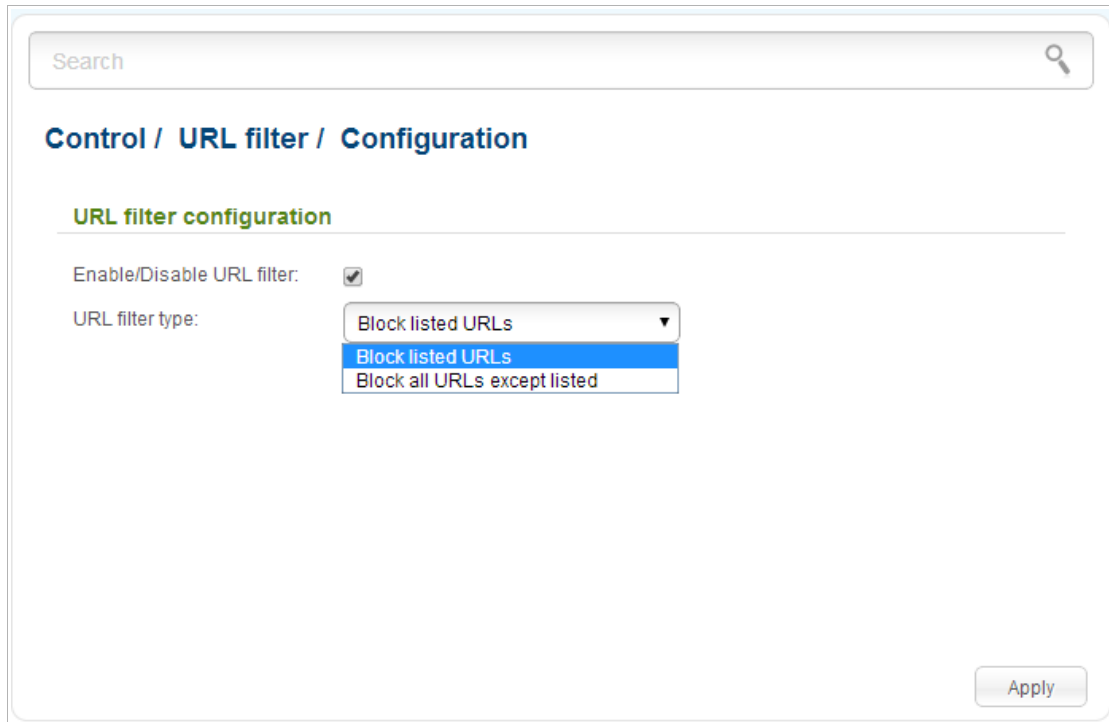 Search
Control / URL filter / Configuration
URL filter configuration
Enable/Disable URL filter:
URL filter type:
Block listed URLs
Block listed URLs
Block all URLs except listed
Apply